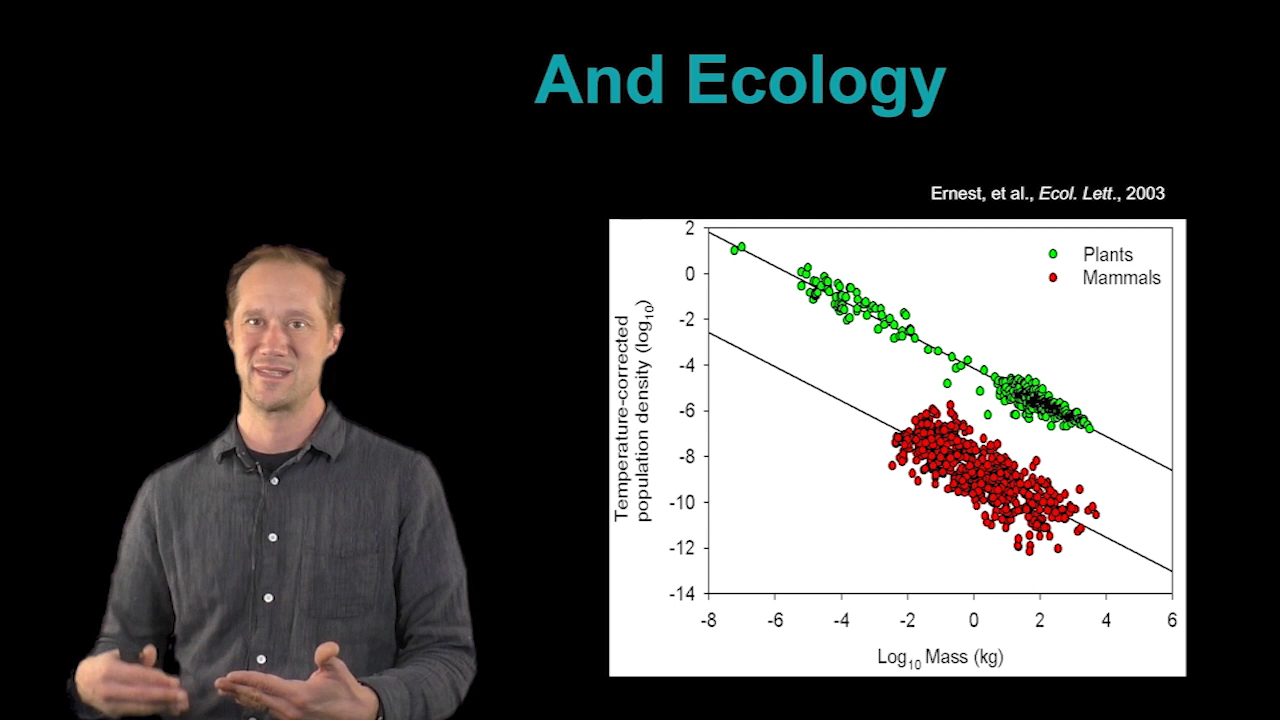 And Ecology
Ernest, et al., Ecol. Lett., 2003
Plants
Mammals
Temperature-corrected
population density (log10)
2
0
-2
-4
-6
-8
-10
-12
-14
-8 -6 -4 -2 0 2 4 6
Log10 Mass (kg)